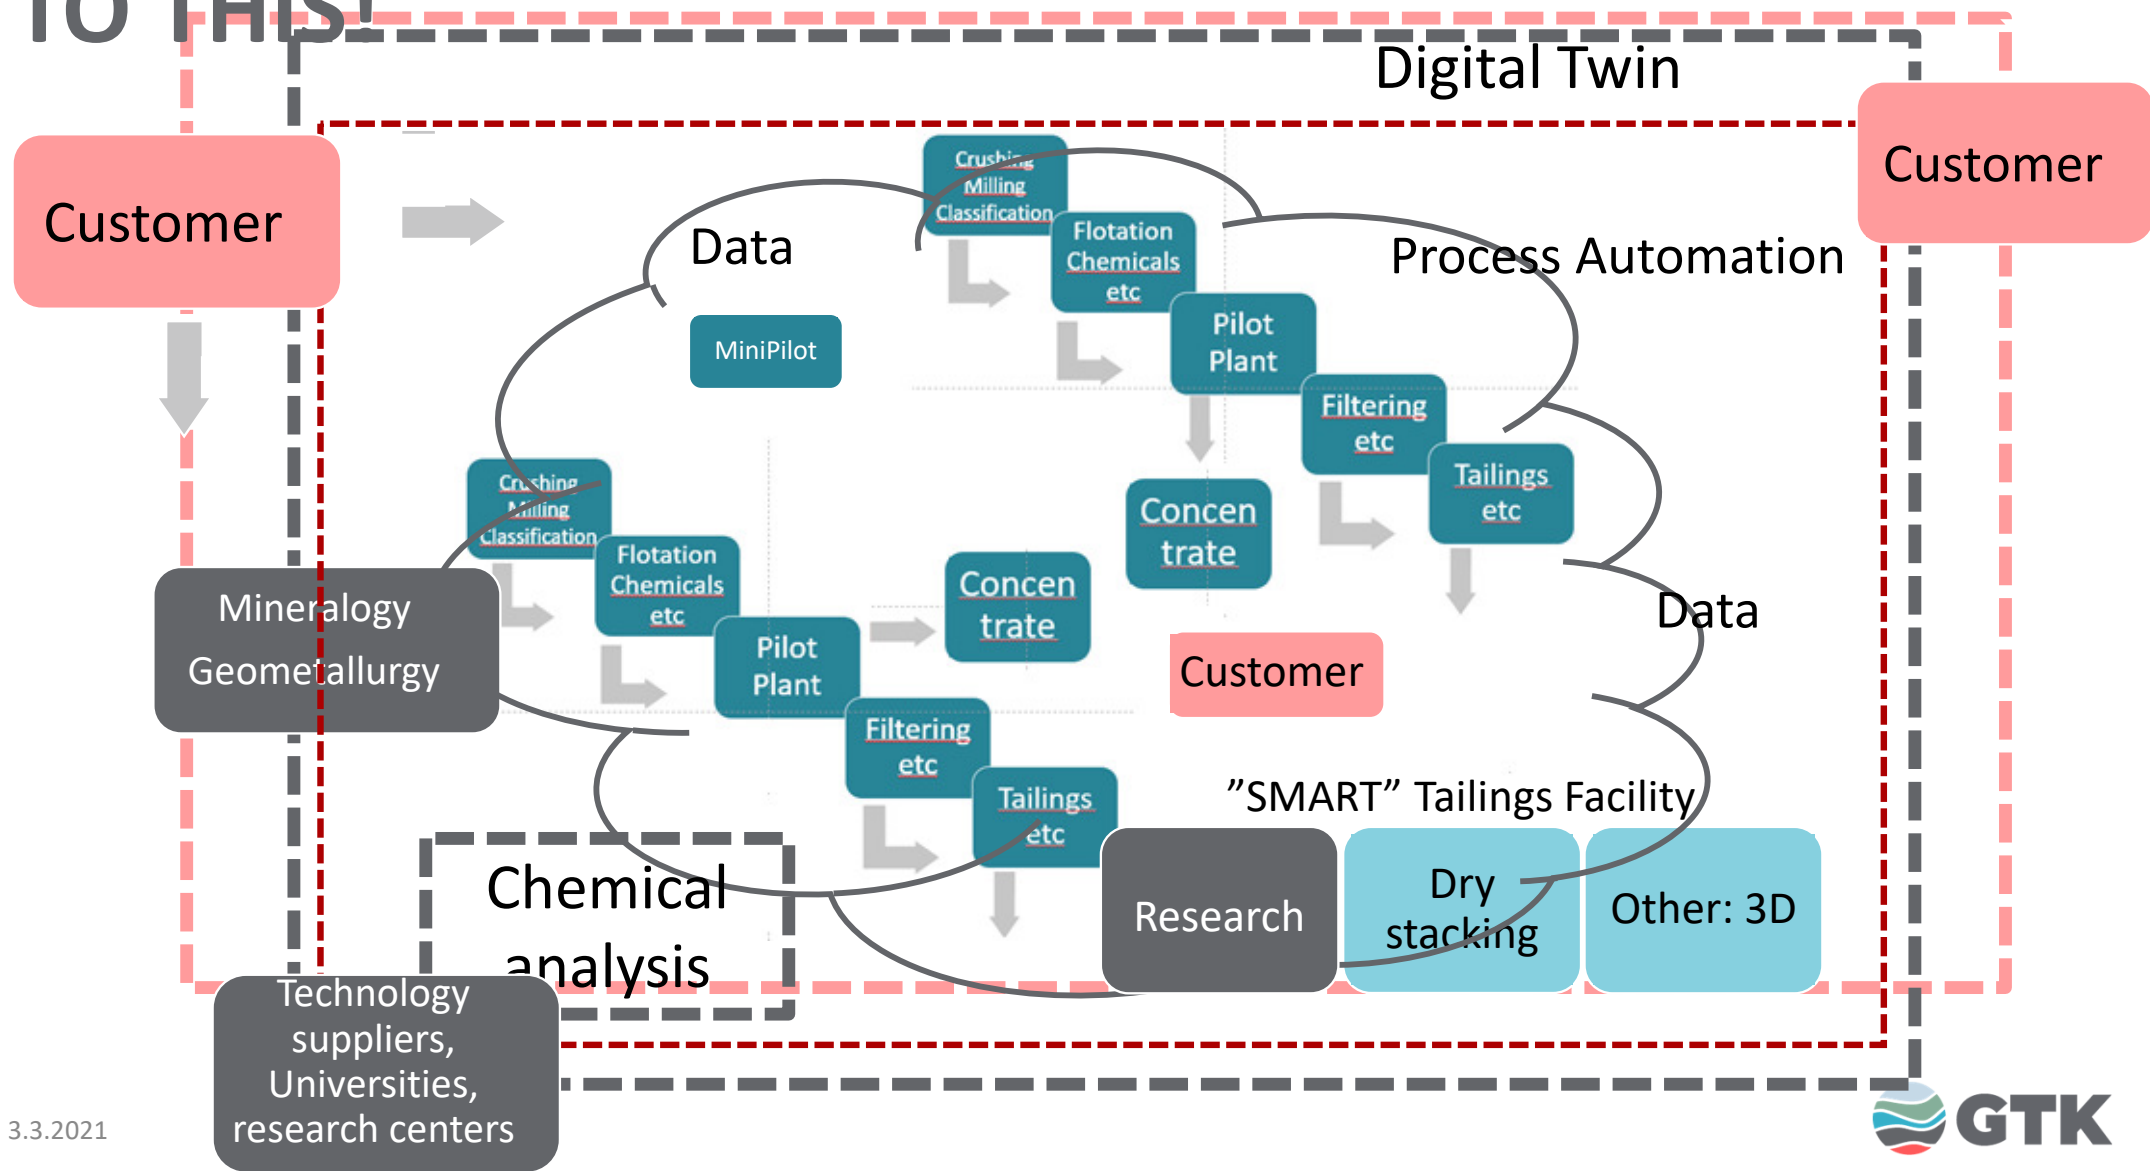 TO THIS!
Digital Twin
Customer
Customer
Crushing
Milling
Classification
Flotation
Chemicals
etc
Data
Process Automation
MiniPilot
Pilot
Plant
Filtering
etc
Tailings
etc
Concen
trate
Crushing
Milling
Classification
Flotation
Chemicals
etc
Pilot
Plant
Concen
trate
Filtering
etc
Tailings
etc
Mineralogy
Geometallurgy
Customer
Data
”SMART” Tailings Facility
Research
Dry
stacking
Other: 3D
Chemical
analysis
Technology
suppliers,
Universities,
research centers
3.3.2021
GTK